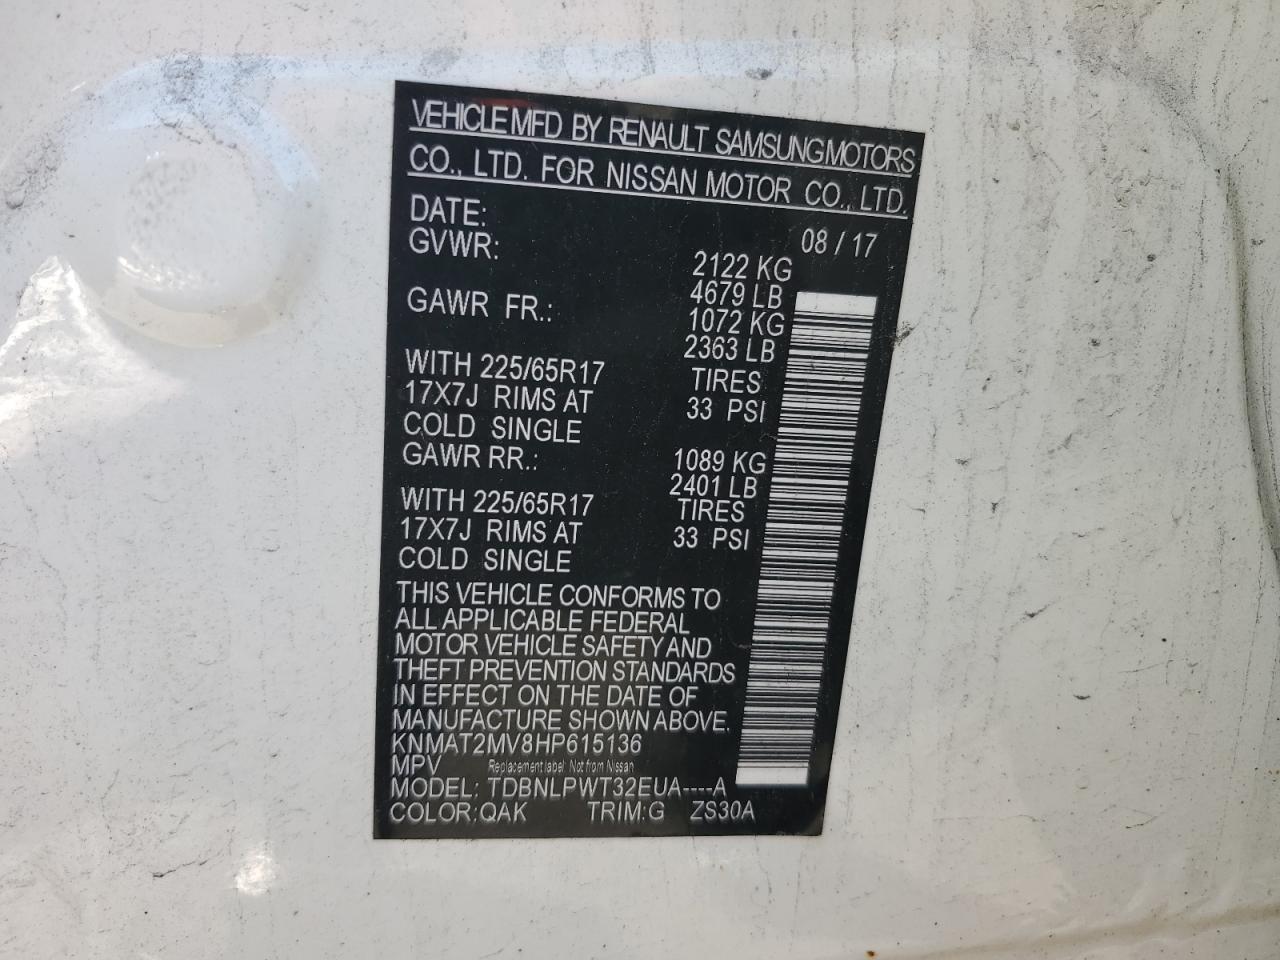 VEHICLE MFD BY RENAULT SAMSUNG MOTORS
CO., LTD. FOR NISSAN MOTOR CO., LTD.
DATE: 08 / 17
GVWR: 2122 KG
4679 LB
GAWR FR.: 1072 KG
2363 LB
WITH 225/65R17 TIRES
17X7J RIMS AT 33 PSI
COLD SINGLE
GAWR RR.: 1089 KG
2401 LB
WITH 225/65R17 TIRES
17X7J RIMS AT 33 PSI
COLD SINGLE
THIS VEHICLE CONFORMS TO
ALL APPLICABLE FEDERAL
MOTOR VEHICLE SAFETY AND
THEFT PREVENTION STANDARDS
IN EFFECT ON THE DATE OF
MANUFACTURE SHOWN ABOVE.
KNMAT2MV8HP615136
MPV Replacement label: Not from Nissan
MODEL: TDBNLPWT32EUA----A
COLOR:QAK TRIM:G ZS30A